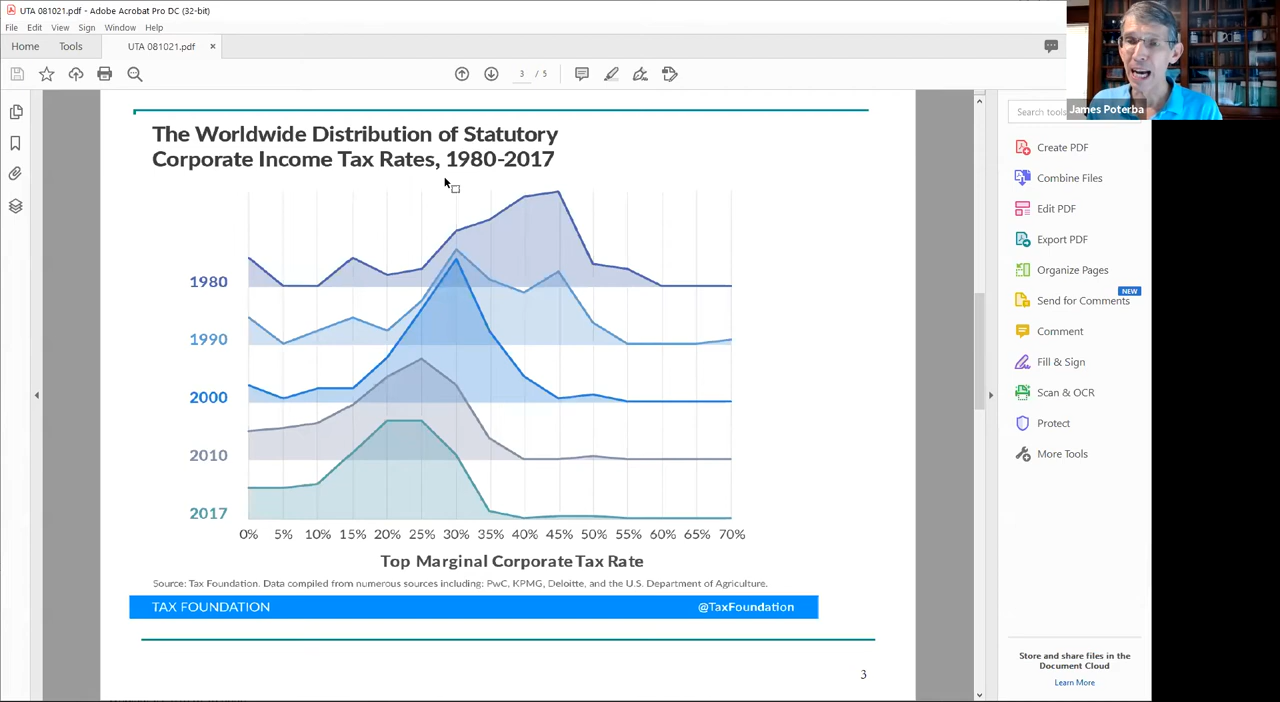 UTA 081021.pdf - Adobe Acrobat Pro DC (32-bit)
File Edit View Sign Window Help
Home Tools UTA 081021.pdf ×
3 / 5
James Poterba
Search tools
The Worldwide Distribution of Statutory
Corporate Income Tax Rates, 1980-2017
1980
1990
2000
2010
2017
0% 5% 10% 15% 20% 25% 30% 35% 40% 45% 50% 55% 60% 65% 70%
Top Marginal Corporate Tax Rate
Source: Tax Foundation. Data compiled from numerous sources including: PwC, KPMG, Deloitte, and the U.S. Department of Agriculture.
TAX FOUNDATION @TaxFoundation
3
Create PDF
Combine Files
Edit PDF
Export PDF
Organize Pages
NEW
Send for Comments
Comment
Fill & Sign
Scan & OCR
Protect
More Tools
Store and share files in the
Document Cloud
Learn More